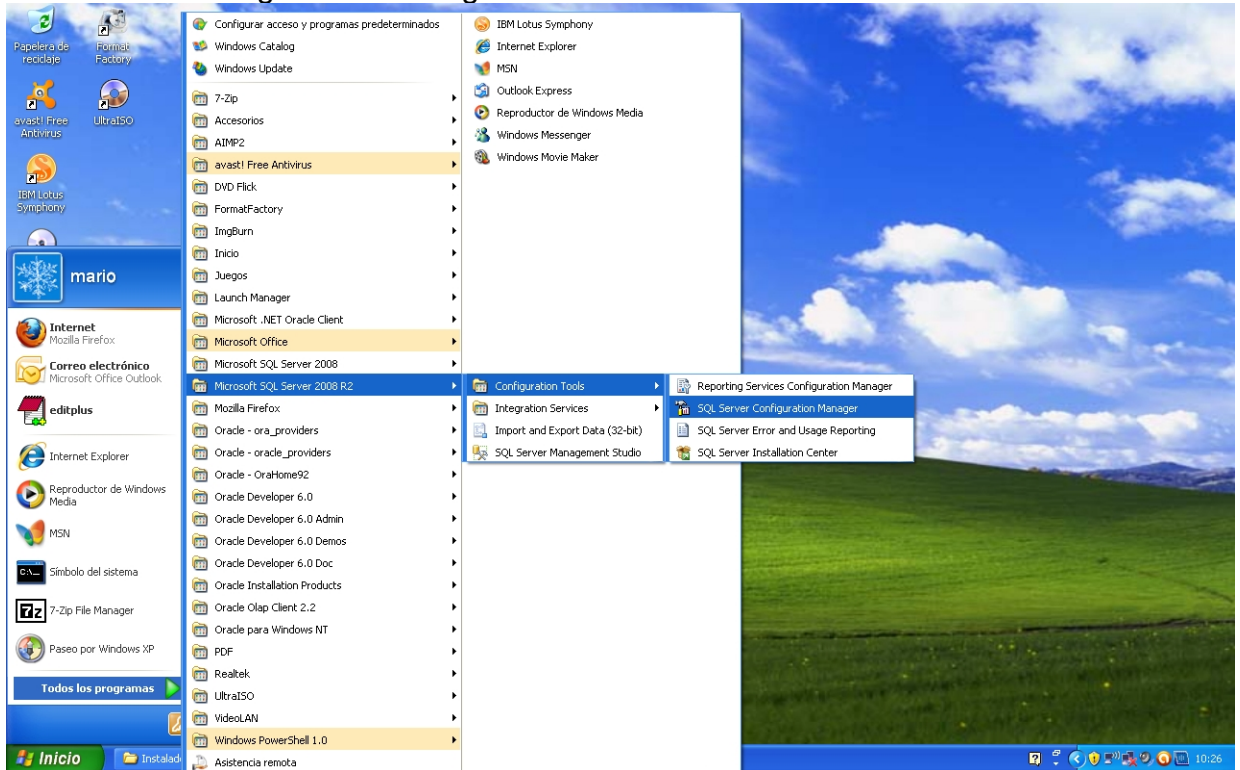 Papelera de
reciclaje
Format
Factory
avast! Free
Antivirus
UltraISO
IBM Lotus
Symphony
mario
Internet
Mozilla Firefox
Correo electrónico
Microsoft Office Outlook
editplus
Internet Explorer
Reproductor de Windows
Media
MSN
Símbolo del sistema
7-Zip File Manager
Paseo por Windows XP
Todos los programas
Configurar acceso y programas predeterminados
Windows Catalog
Windows Update
7-Zip
Accesorios
AIMP2
avast! Free Antivirus
DVD Flick
FormatFactory
ImgBurn
Inicio
Juegos
Launch Manager
Microsoft .NET Oracle Client
Microsoft Office
Microsoft SQL Server 2008
Microsoft SQL Server 2008 R2
Mozilla Firefox
Oracle - ora_providers
Oracle - oracle_providers
Oracle - OraHome92
Oracle Developer 6.0
Oracle Developer 6.0 Admin
Oracle Developer 6.0 Demos
Oracle Developer 6.0 Doc
Oracle Installation Products
Oracle Olap Client 2.2
Oracle para Windows NT
PDF
Realtek
UltraISO
VideoLAN
Windows PowerShell 1.0
Asistencia remota
IBM Lotus Symphony
Internet Explorer
MSN
Outlook Express
Reproductor de Windows Media
Windows Messenger
Windows Movie Maker
Configuration Tools
Integration Services
Import and Export Data (32-bit)
SQL Server Management Studio
Reporting Services Configuration Manager
SQL Server Configuration Manager
SQL Server Error and Usage Reporting
SQL Server Installation Center
Inicio
Instalad
10:26